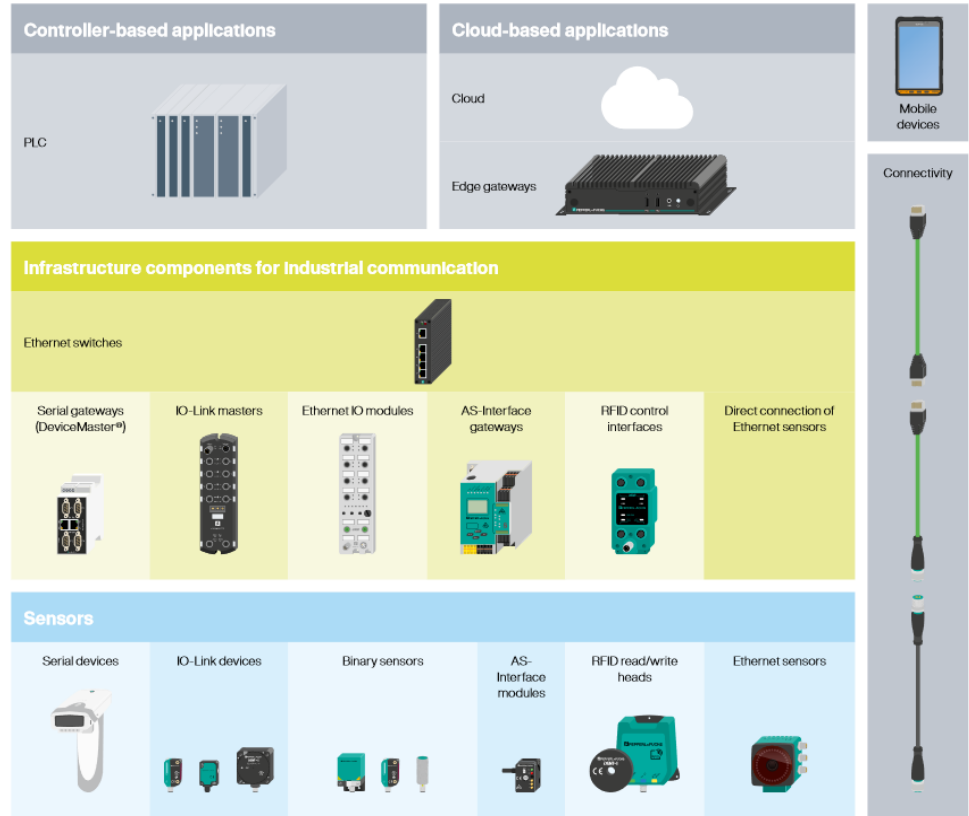 Controller-based applications
PLC
Cloud-based applications
Cloud
Edge gateways
Mobile
devices
Connectivity
Infrastructure components for industrial communication
Ethernet switches
Serial gateways
(DeviceMaster®)
IO-Link masters
Ethernet IO modules
AS-Interface
gateways
RFID control
interfaces
Direct connection of
Ethernet sensors
Sensors
Serial devices
IO-Link devices
Binary sensors
AS-
Interface
modules
RFID read/write
heads
Ethernet sensors